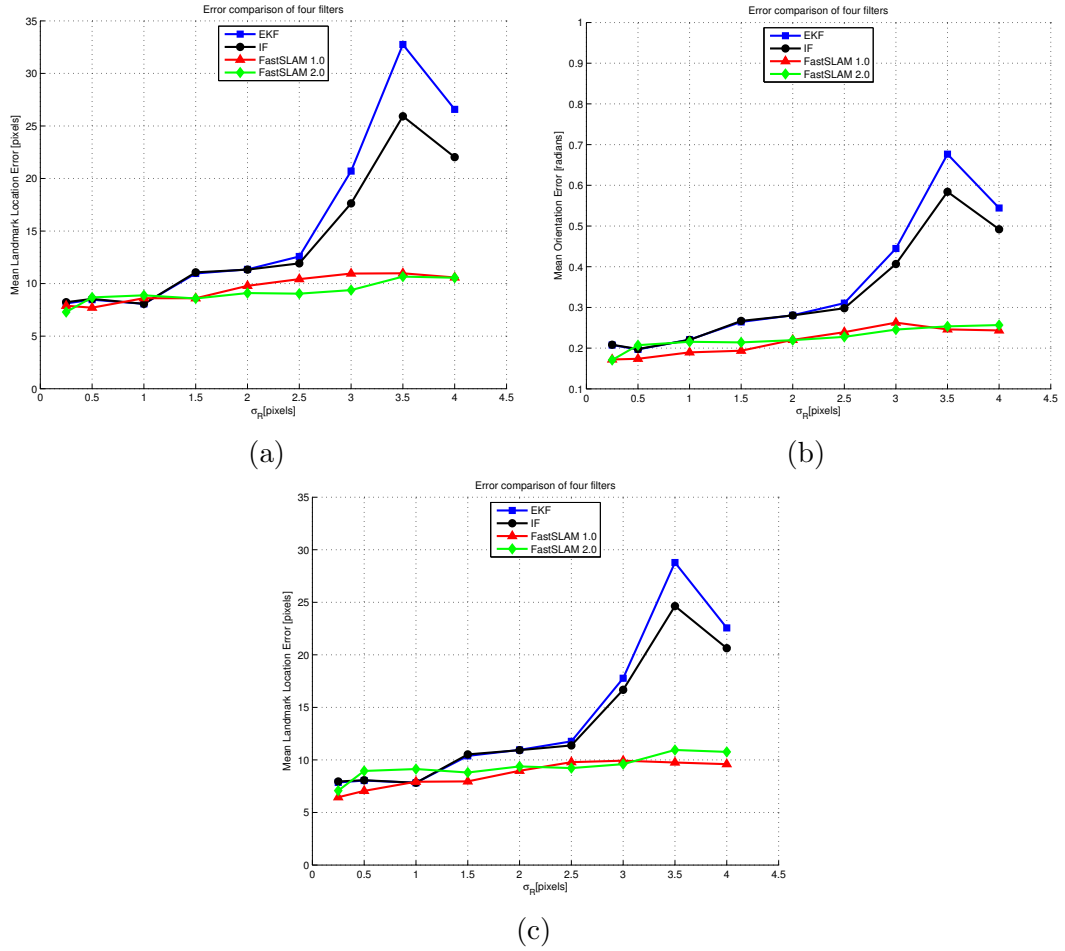 Error comparison of four filters
35
30
25
20
15
10
5
0
Mean Landmark Location Error [pixels]
EKF
IF
FastSLAM 1.0
FastSLAM 2.0
0 0.5 1 1.5 2 2.5 3 3.5 4 4.5
σ_R[pixels]
(a)
Error comparison of four filters
1
0.9
0.8
0.7
0.6
0.5
0.4
0.3
0.2
0.1
Mean Orientation Error [radians]
EKF
IF
FastSLAM 1.0
FastSLAM 2.0
0 0.5 1 1.5 2 2.5 3 3.5 4 4.5
σ_R[pixels]
(b)
Error comparison of four filters
35
30
25
20
15
10
5
0
Mean Landmark Location Error [pixels]
EKF
IF
FastSLAM 1.0
FastSLAM 2.0
0 0.5 1 1.5 2 2.5 3 3.5 4 4.5
σ_R[pixels]
(c)